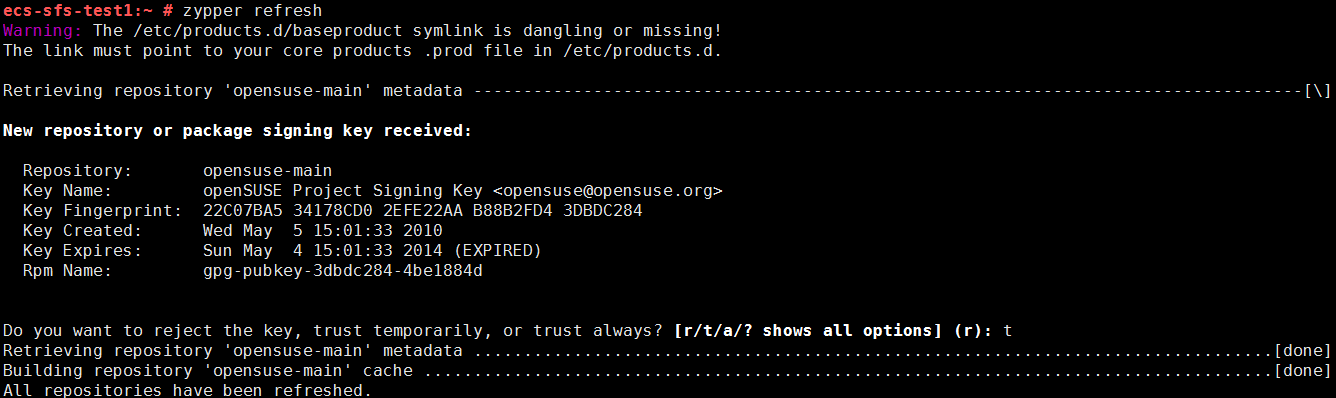 ecs-sfs-test1:~ # zypper refresh
Warning: The /etc/products.d/baseproduct symlink is dangling or missing!
The link must point to your core products .prod file in /etc/products.d.
Retrieving repository 'opensuse-main' metadata -----------------------------------------------------------------------------------[\]
New repository or package signing key received:
Repository: opensuse-main
Key Name: openSUSE Project Signing Key <opensuse@opensuse.org>
Key Fingerprint: 22C07BA5 34178CD0 2EFE22AA B88B2FD4 3DBDC284
Key Created: Wed May 5 15:01:33 2010
Key Expires: Sun May 4 15:01:33 2014 (EXPIRED)
Rpm Name: gpg-pubkey-3dbdc284-4be1884d
Do you want to reject the key, trust temporarily, or trust always? [r/t/a/? shows all options] (r): t
Retrieving repository 'opensuse-main' metadata ................................................................................[done]
Building repository 'opensuse-main' cache .....................................................................................[done]
All repositories have been refreshed.